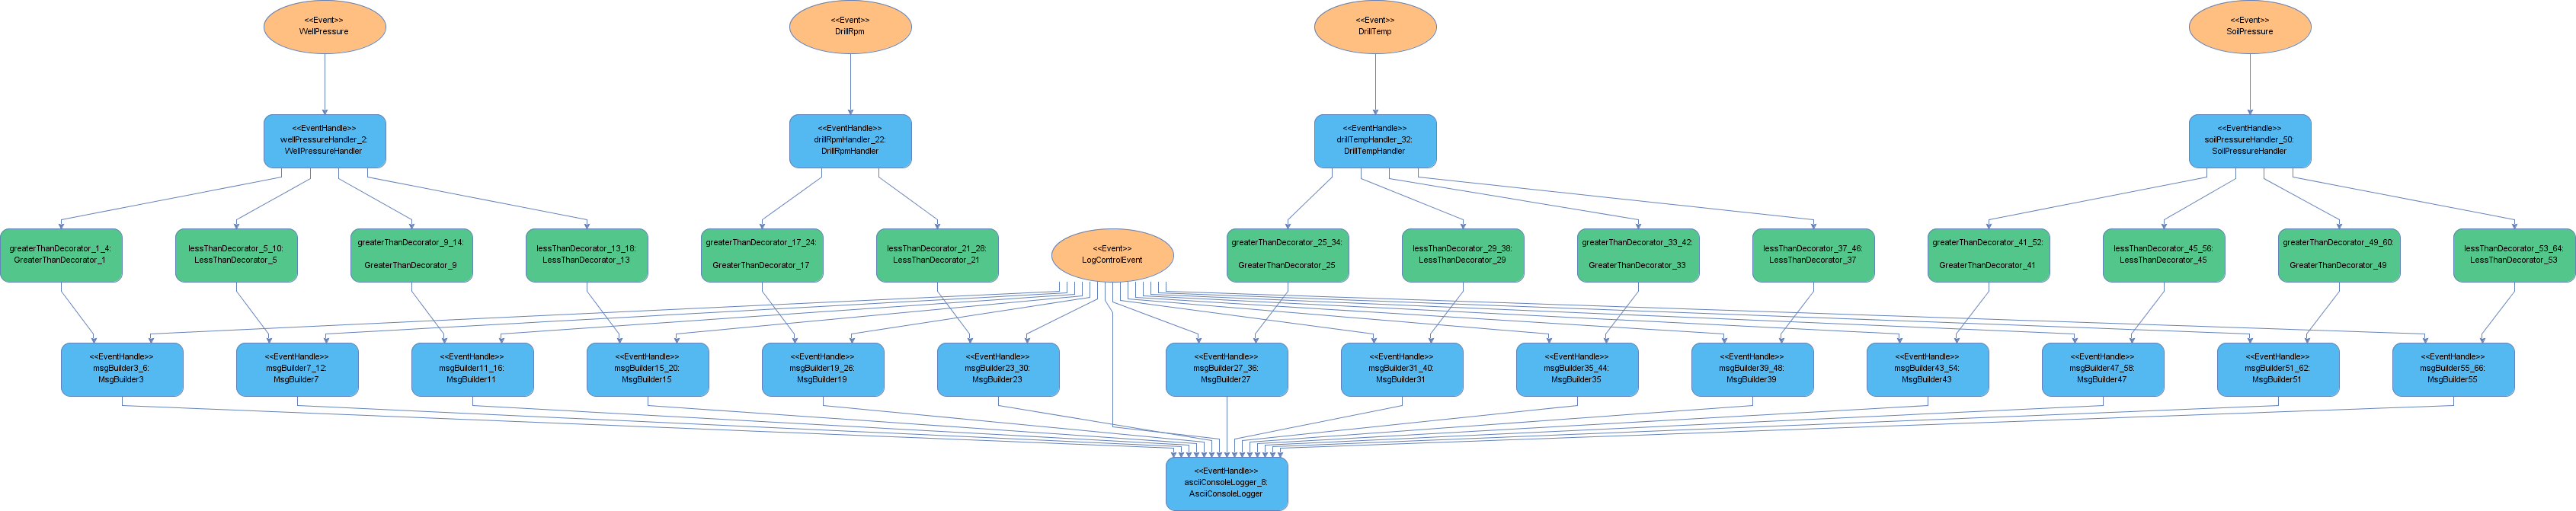 <<Event>>
WellPressure
<<Event>>
DrillRpm
<<Event>>
DrillTemp
<<Event>>
SoilPressure
<<EventHandle>>
wellPressureHandler_2:
WellPressureHandler
<<EventHandle>>
drillRpmHandler_22:
DrillRpmHandler
<<EventHandle>>
drillTempHandler_32:
DrillTempHandler
<<EventHandle>>
soilPressureHandler_50:
SoilPressureHandler
greaterThanDecorator_1_4:
GreaterThanDecorator_1
lessThanDecorator_5_10:
LessThanDecorator_5
greaterThanDecorator_9_14:
GreaterThanDecorator_9
lessThanDecorator_13_18:
LessThanDecorator_13
greaterThanDecorator_17_24:
GreaterThanDecorator_17
lessThanDecorator_21_28:
LessThanDecorator_21
<<Event>>
LogControlEvent
greaterThanDecorator_25_34:
GreaterThanDecorator_25
lessThanDecorator_29_38:
LessThanDecorator_29
greaterThanDecorator_33_42:
GreaterThanDecorator_33
lessThanDecorator_37_46:
LessThanDecorator_37
greaterThanDecorator_41_52:
GreaterThanDecorator_41
lessThanDecorator_45_56:
LessThanDecorator_45
greaterThanDecorator_49_60:
GreaterThanDecorator_49
lessThanDecorator_53_64:
LessThanDecorator_53
<<EventHandle>>
msgBuilder3_6:
MsgBuilder3
<<EventHandle>>
msgBuilder7_12:
MsgBuilder7
<<EventHandle>>
msgBuilder11_16:
MsgBuilder11
<<EventHandle>>
msgBuilder15_20:
MsgBuilder15
<<EventHandle>>
msgBuilder19_26:
MsgBuilder19
<<EventHandle>>
msgBuilder23_30:
MsgBuilder23
<<EventHandle>>
msgBuilder27_36:
MsgBuilder27
<<EventHandle>>
msgBuilder31_40:
MsgBuilder31
<<EventHandle>>
msgBuilder35_44:
MsgBuilder35
<<EventHandle>>
msgBuilder39_48:
MsgBuilder39
<<EventHandle>>
msgBuilder43_54:
MsgBuilder43
<<EventHandle>>
msgBuilder47_58:
MsgBuilder47
<<EventHandle>>
msgBuilder51_62:
MsgBuilder51
<<EventHandle>>
msgBuilder55_66:
MsgBuilder55
<<EventHandle>>
asciiConsoleLogger_8:
AsciiConsoleLogger